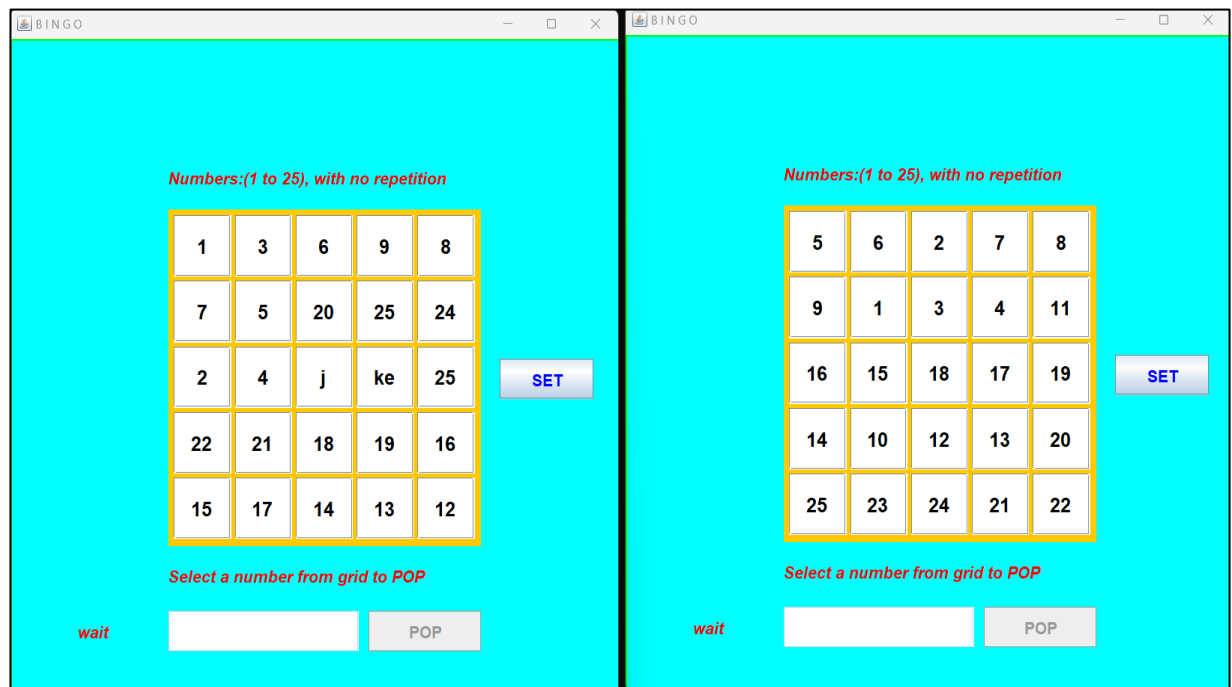 B I N G O
Numbers:(1 to 25), with no repetition
1 3 6 9 8
7 5 20 25 24
2 4 j ke 25
SET
22 21 18 19 16
15 17 14 13 12
Select a number from grid to POP
wait
POP
B I N G O
Numbers:(1 to 25), with no repetition
5 6 2 7 8
9 1 3 4 11
16 15 18 17 19
SET
14 10 12 13 20
25 23 24 21 22
Select a number from grid to POP
wait
POP